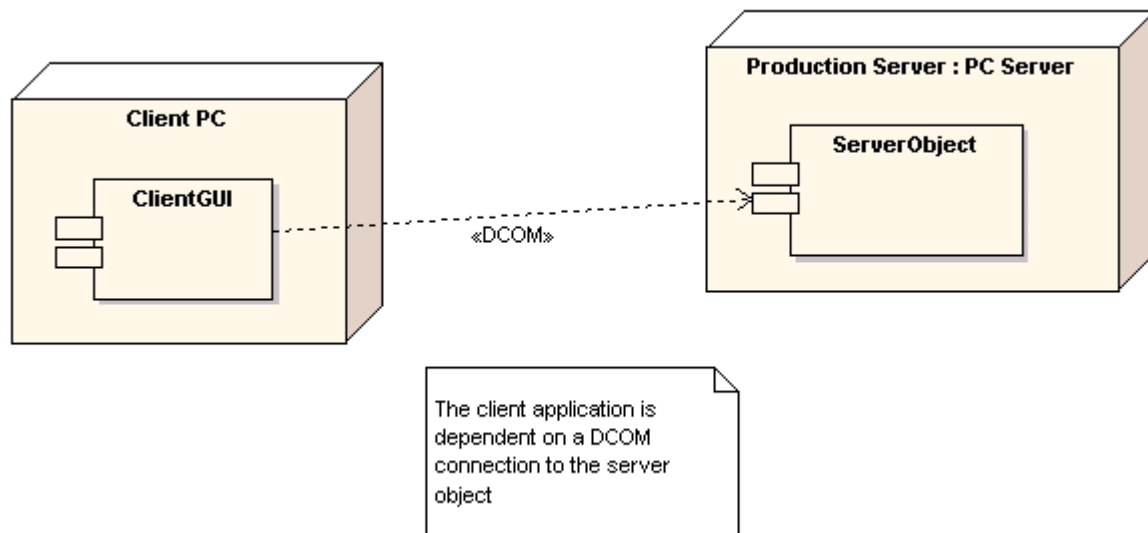 Production Server : PC Server
Client PC
ServerObject
ClientGUI
«DCOM»
The client application is
dependent on a DCOM
connection to the server
object